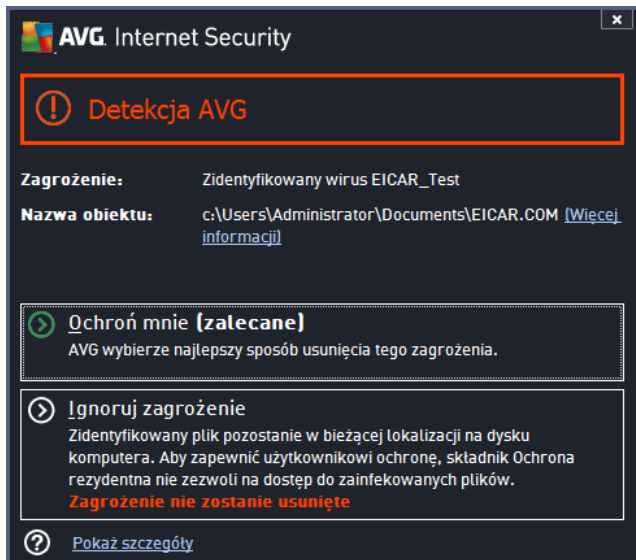 AVG. Internet Security
Detekcja AVG
Zagrożenie: Zidentyfikowany wirus EICAR_Test
Nazwa obiektu: c:\Users\Administrator\Documents\EICAR.COM (Więcej
informacji)
Ochroń mnie (zalecane)
AVG wybierze najlepszy sposób usunięcia tego zagrożenia.
Ignoruj zagrożenie
Zidentyfikowany plik pozostanie w bieżącej lokalizacji na dysku
komputera. Aby zapewnić użytkownikowi ochronę, składnik Ochrona
rezydentna nie zezwoli na dostęp do zainfekowanych plików.
Zagrożenie nie zostanie usunięte
Pokaż szczegóły